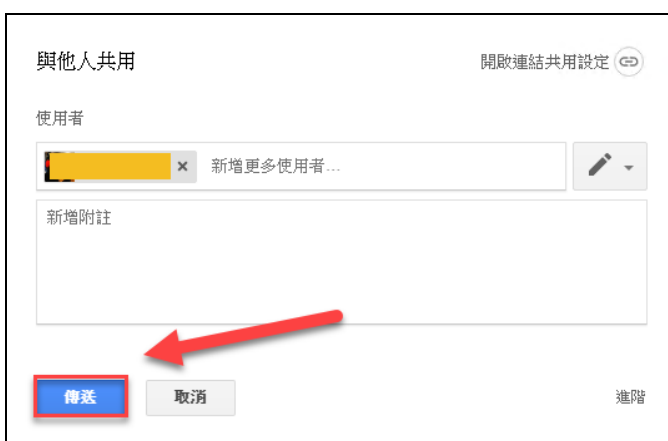 與他人共用
開啟連結共用設定
使用者
新增更多使用者...
新增附註
傳送 取消 進階